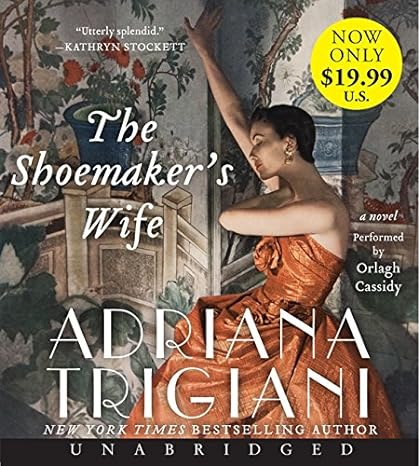 "Utterly splendid."
—KATHRYN STOCKETT
NOW
ONLY
$19.99
U.S.
The
Shoemaker's
Wife
a novel
Performed
by
Orlagh
Cassidy
ADRIANA
TRIGIANI
NEW YORK TIMES BESTSELLING AUTHOR
UNABRIDGED